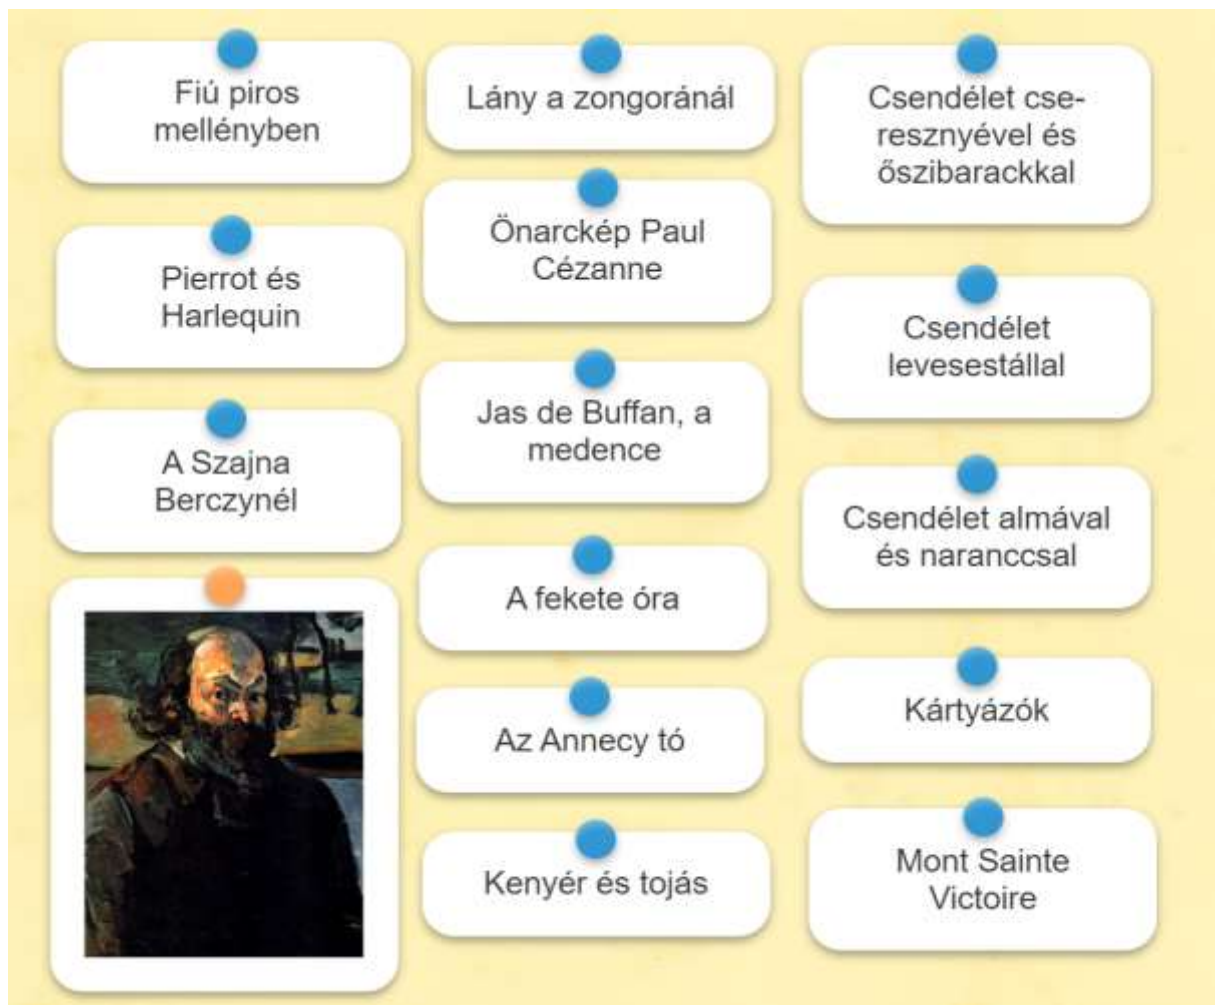 Fiú piros
mellényben
Pierrot és
Harlequin
A Szajna
Berczynél
Lány a zongoránál
Önarckép Paul
Cézanne
Jas de Buffan, a
medence
A fekete óra
Az Annecy tó
Kenyér és tojás
Csendélet cse-
resznyével és
őszibarackkal
Csendélet
levesestállal
Csendélet almával
és naranccsal
Kártyázók
Mont Sainte
Victoire